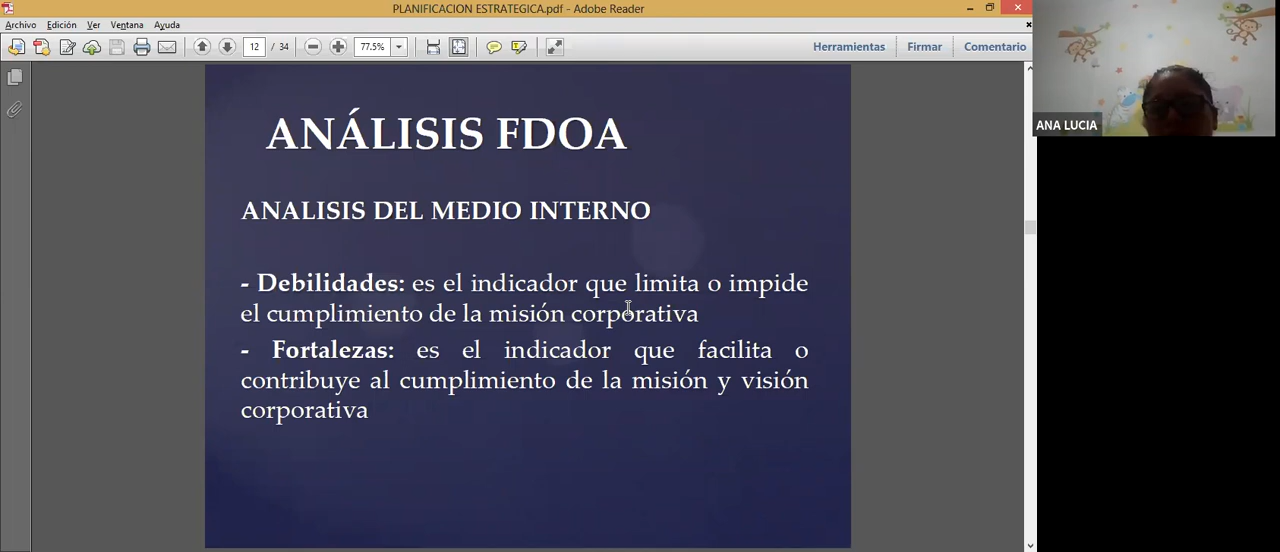 PLANIFICACION ESTRATEGICA.pdf - Adobe Reader
Archivo Edición Ver Ventana Ayuda
12 / 34 77.5% Herramientas Firmar Comentario
ANA LUCIA
ANÁLISIS FDOA
ANALISIS DEL MEDIO INTERNO
- Debilidades: es el indicador que limita o impide
el cumplimiento de la misión corporativa
- Fortalezas: es el indicador que facilita o
contribuye al cumplimiento de la misión y visión
corporativa